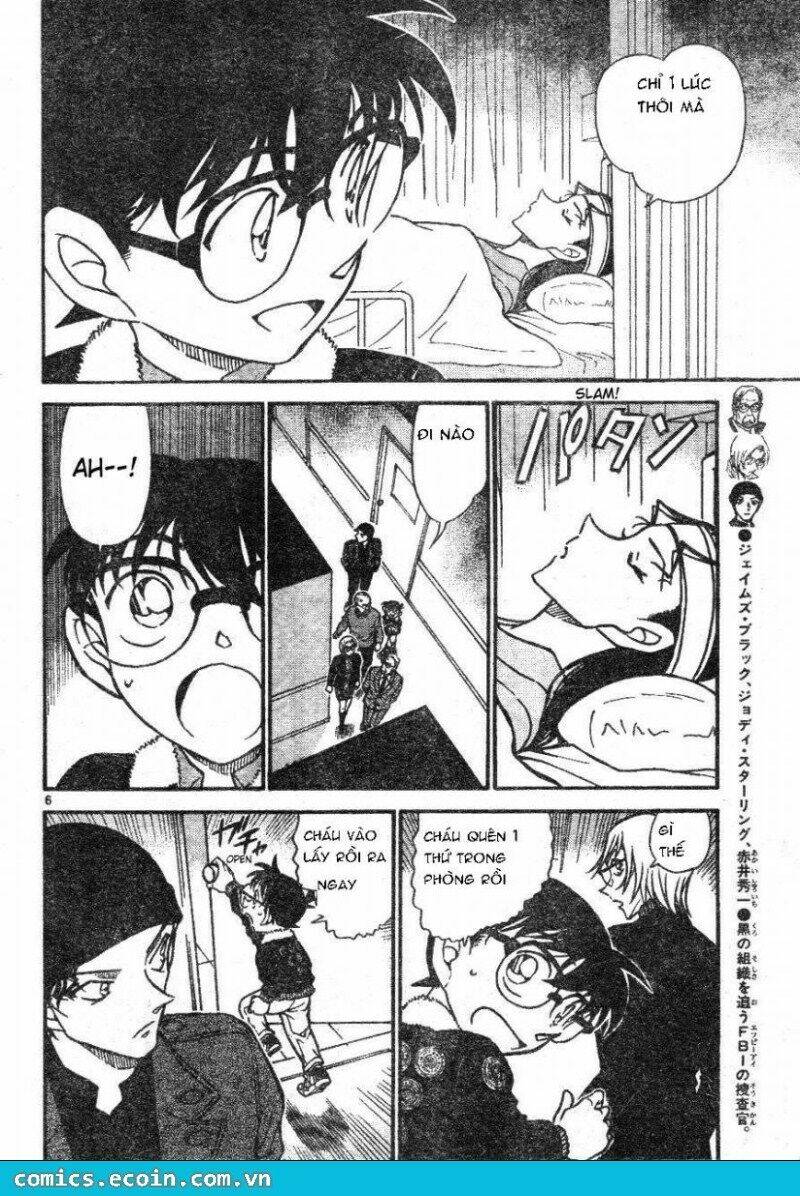 CHỈ 1 LÚC
THÔI MÀ
SLAM!
パタン
ĐI NÀO
AH--!
6
GÌ
THẾ
CHÁU QUÊN 1
THỨ TRONG
PHÒNG RỒI
CHÁU VÀO
LẤY RỒI RA
NGAY
OPEN
ガチャ
●ジェイムズ・ブラック、ジョディ・スターリング、赤井秀一●黒の組織を追うFBIの捜査官。
comics.ecoin.com.vn